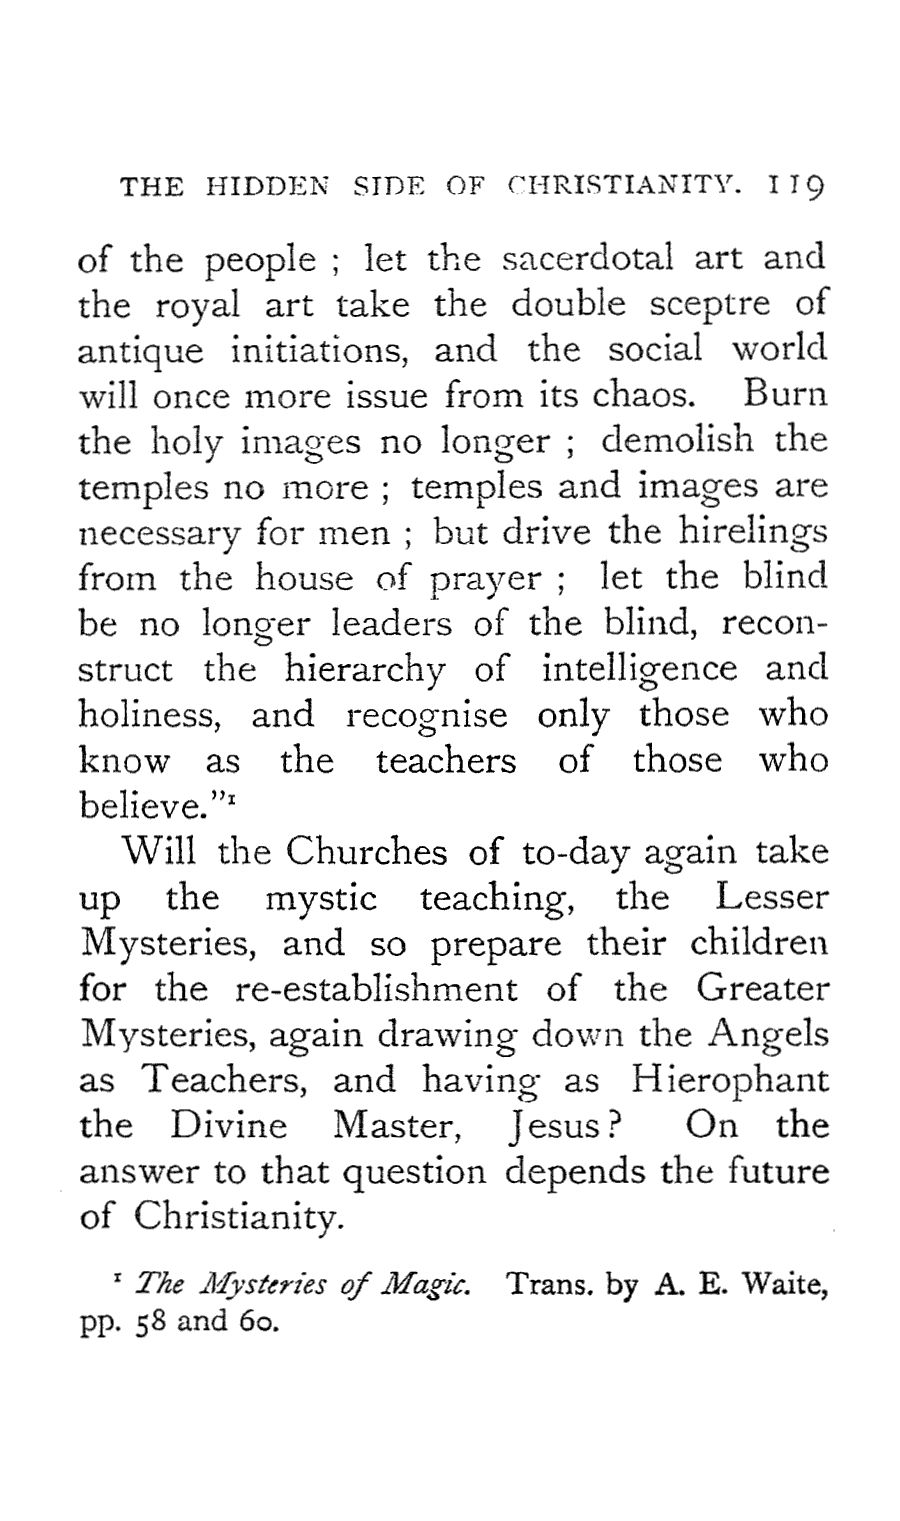 THE HIDDEN SIDE OF CHRISTIANITY. 119
of the people ; let the sacerdotal art and
the royal art take the double sceptre of
antique initiations, and the social world
will once more issue from its chaos. Burn
the holy images no longer ; demolish the
temples no more ; temples and images are
necessary for men ; but drive the hirelings
from the house of prayer ; let the blind
be no longer leaders of the blind, recon-
struct the hierarchy of intelligence and
holiness, and recognise only those who
know as the teachers of those who
believe."¹
Will the Churches of to-day again take
up the mystic teaching, the Lesser
Mysteries, and so prepare their children
for the re-establishment of the Greater
Mysteries, again drawing down the Angels
as Teachers, and having as Hierophant
the Divine Master, Jesus? On the
answer to that question depends the future
of Christianity.
¹ The Mysteries of Magic. Trans. by A. E. Waite,
pp. 58 and 60.